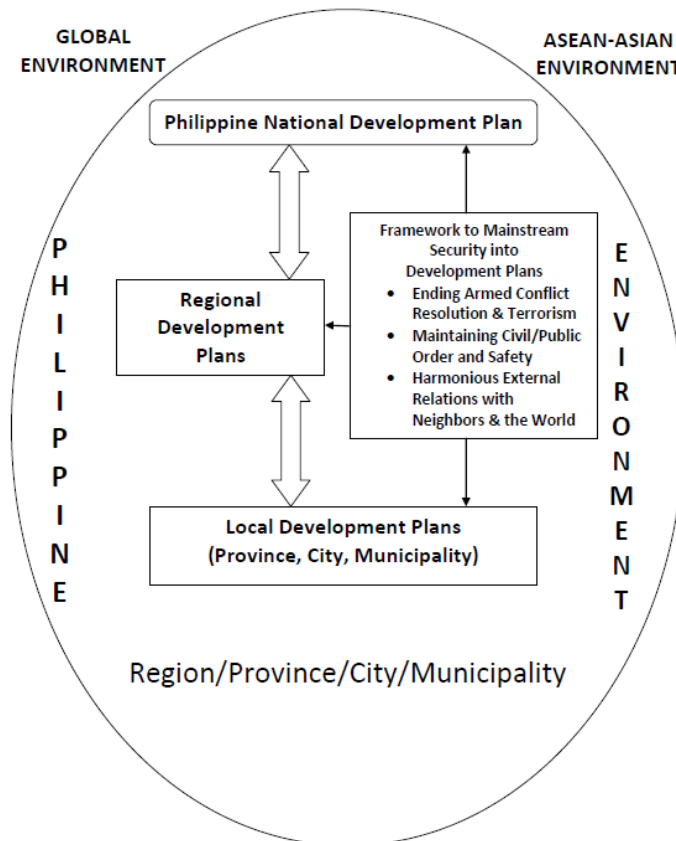 GLOBAL
ENVIRONMENT
ASEAN-ASIAN
ENVIRONMENT
Philippine National Development Plan
PHILIPPINE
Framework to Mainstream
Security into
Development Plans
• Ending Armed Conflict
Resolution & Terrorism
• Maintaining Civil/Public
Order and Safety
• Harmonious External
Relations with
Neighbors & the World
ENVIRONMENT
Regional
Development
Plans
Local Development Plans
(Province, City, Municipality)
Region/Province/City/Municipality